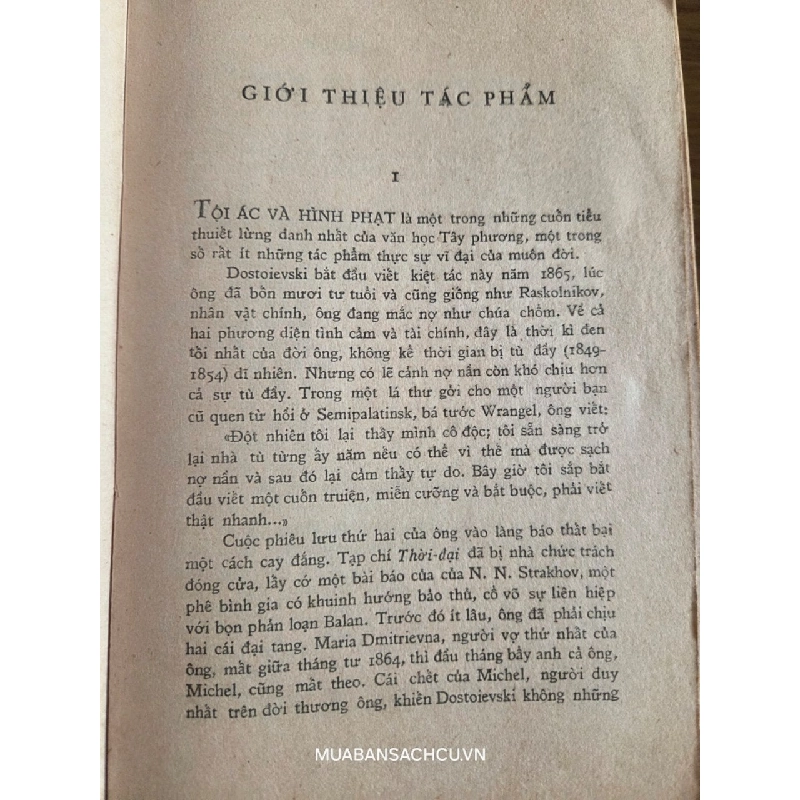 GIỚI THIỆU TÁC PHẨM
I
TỘI ÁC VÀ HÌNH PHẠT là một trong những cuốn tiểu
thuiết lừng danh nhất của văn học Tây phương, một trong
số rất ít những tác phẩm thực sự vĩ đại của muôn đời.
Dostoievski bắt đầu viết kiệt tác này năm 1865, lúc
ông đã bốn mươi tư tuổi và cũng giống như Raskolnikov,
nhân vật chính, ông đang mắc nợ như chúa chổm. Về cả
hai phương diện tình cảm và tài chính, đây là thời kì đen
tối nhất của đời ông, không kể thời gian bị tù đầy (1849-
1854) dĩ nhiên. Nhưng có lẽ cảnh nợ nần còn khó chịu hơn
cả sự tù đầy. Trong một lá thư gởi cho một người bạn
cũ quen từ hồi ở Semipalatinsk, bá tước Wrangel, ông viết:
«Đột nhiên tôi lại thấy mình cô độc; tôi sẵn sàng trở
lại nhà tù từng ấy năm nếu có thể vì thế mà được sạch
nợ nần và sau đó lại cảm thấy tự do. Bây giờ tôi sắp bắt
đầu viết một cuốn truiện, miễn cưỡng và bắt buộc, phải viết
thật nhanh...»
Cuộc phiêu lưu thứ hai của ông vào làng báo thất bại
một cách cay đắng. Tạp chí Thời-đại đã bị nhà chức trách
đóng cửa, lấy cớ một bài báo của của N. N. Strakhov, một
phê bình gia có khuinh hướng bảo thủ, cổ võ sự liên hiệp
với bọn phản loạn Balan. Trước đó ít lâu, ông đã phải chịu
hai cái đại tang. Maria Dmitrievna, người vợ thứ nhất của
ông, mất giữa tháng tư 1864, thì đầu tháng bẩy anh cả ông,
Michel, cũng mất theo. Cái chết của Michel, người duy
nhất trên đời thương ông, khiến Dostoievski không những
MUABANSACHCU.VN